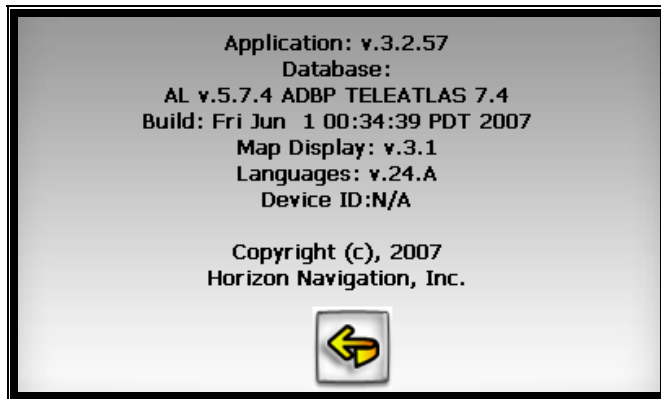 Application: v.3.2.57
Database:
AL v.5.7.4 ADBP TELEATLAS 7.4
Build: Fri Jun  1 00:34:39 PDT 2007
Map Display: v.3.1
Languages: v.24.A
Device ID:N/A
Copyright (c), 2007
Horizon Navigation, Inc.